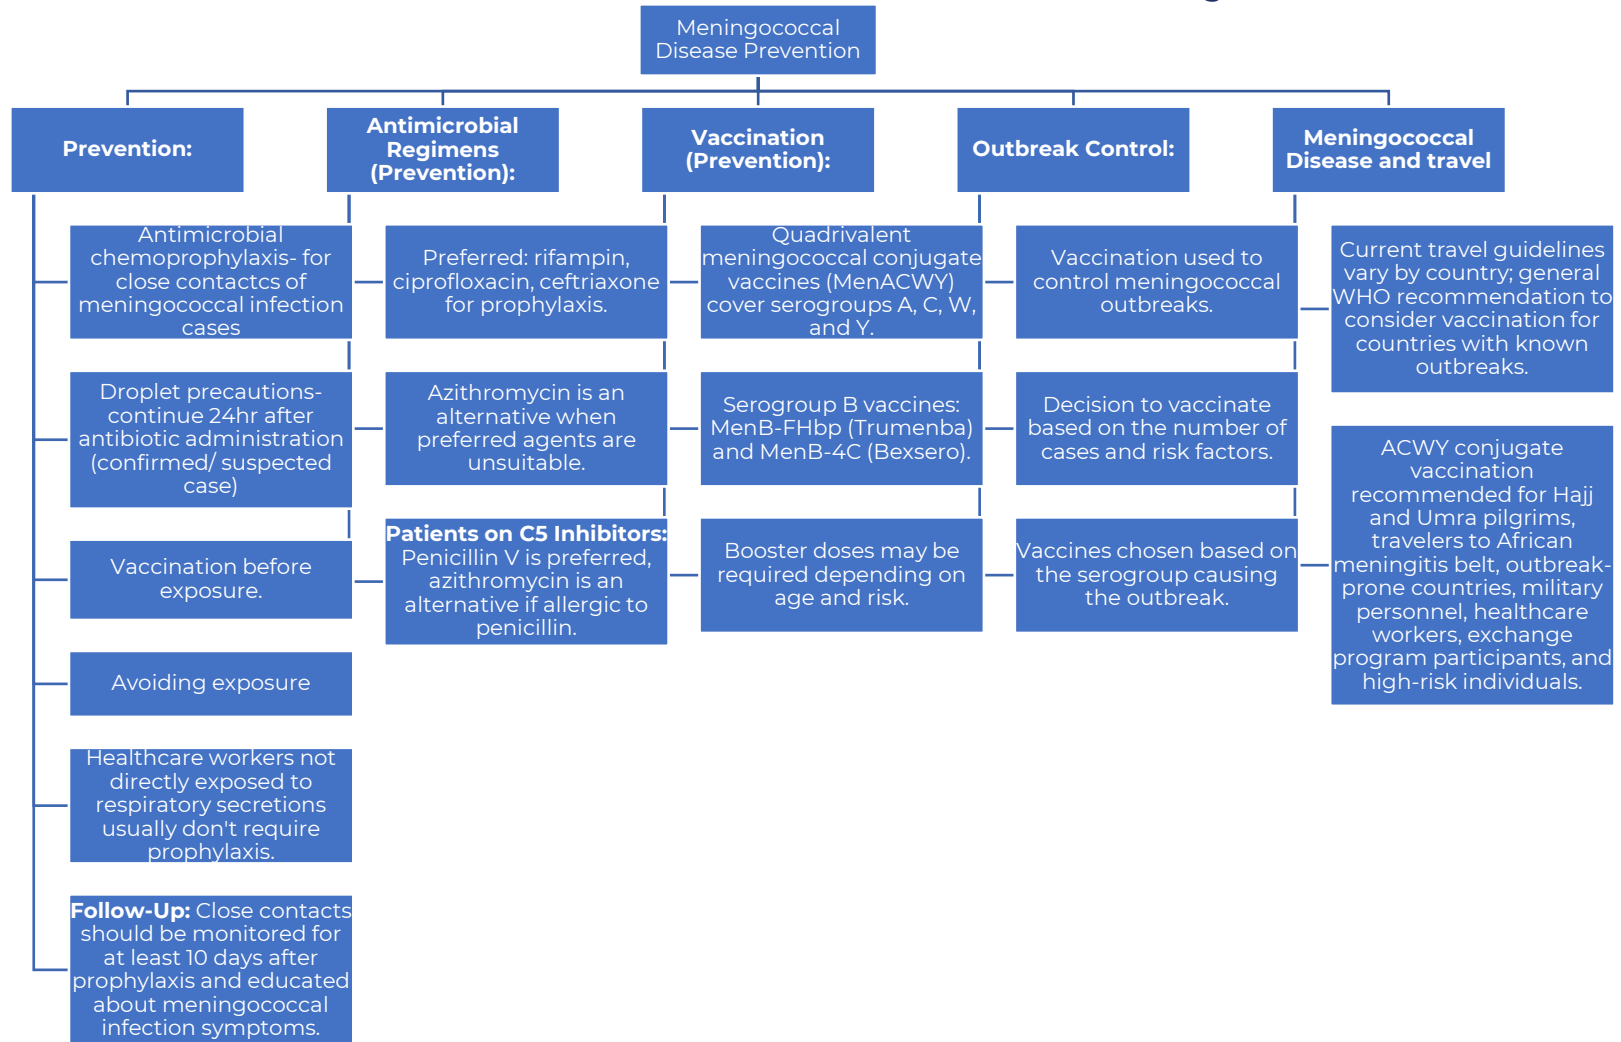 Meningococcal
Disease Prevention
Prevention:
Antimicrobial
chemoprophylaxis- for
close contactcs of
meningococcal infection
cases
Droplet precautions-
continue 24hr after
antibiotic administration
(confirmed/ suspected
case)
Vaccination before
exposure.
Avoiding exposure
Healthcare workers not
directly exposed to
respiratory secretions
usually don't require
prophylaxis.
Follow-Up: Close contacts
should be monitored for
at least 10 days after
prophylaxis and educated
about meningococcal
infection symptoms.
Antimicrobial
Regimens
(Prevention):
Preferred: rifampin,
ciprofloxacin, ceftriaxone
for prophylaxis.
Azithromycin is an
alternative when
preferred agents are
unsuitable.
Patients on C5 Inhibitors:
Penicillin V is preferred,
azithromycin is an
alternative if allergic to
penicillin.
Vaccination
(Prevention):
Quadrivalent
meningococcal conjugate
vaccines (MenACWY)
cover serogroups A, C, W,
and Y.
Serogroup B vaccines:
MenB-FHbp (Trumenba)
and MenB-4C (Bexsero).
Booster doses may be
required depending on
age and risk.
Outbreak Control:
Vaccination used to
control meningococcal
outbreaks.
Decision to vaccinate
based on the number of
cases and risk factors.
Vaccines chosen based on
the serogroup causing
the outbreak.
Meningococcal
Disease and travel
Current travel guidelines
vary by country; general
WHO recommendation to
consider vaccination for
countries with known
outbreaks.
ACWY conjugate
vaccination
recommended for Hajj
and Umra pilgrims,
travelers to African
meningitis belt, outbreak-
prone countries, military
personnel, healthcare
workers, exchange
program participants, and
high-risk individuals.